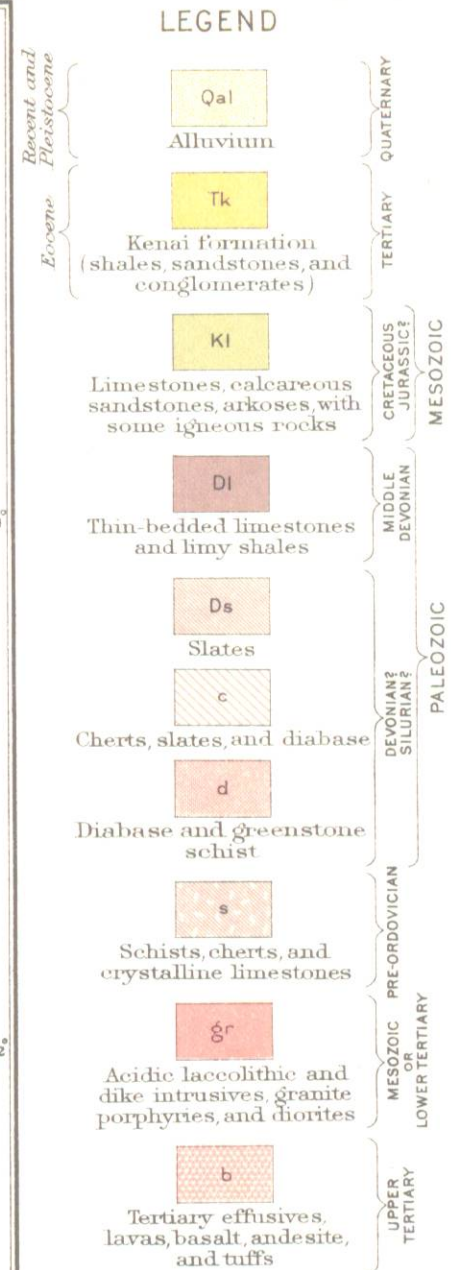 LEGEND
Recent and
Pleistocene
Qal
Alluvium
QUATERNARY
Eocene
Tk
Kenai formation
(shales, sandstones, and
conglomerates)
TERTIARY
Kl
Limestones, calcareous
sandstones, arkoses, with
some igneous rocks
CRETACEOUS
JURASSIC?
MESOZOIC
Dl
Thin-bedded limestones
and limy shales
MIDDLE
DEVONIAN
Ds
Slates
c
Cherts, slates, and diabase
d
Diabase and greenstone
schist
DEVONIAN?
SILURIAN?
PALEOZOIC
s
Schists, cherts, and
crystalline limestones
PRE-ORDOVICIAN
gr
Acidic laccolithic and
dike intrusives, granite
porphyries, and diorites
MESOZOIC
OR
LOWER TERTIARY
b
Tertiary effusives,
lavas, basalt, andesite,
and tuffs
UPPER
TERTIARY